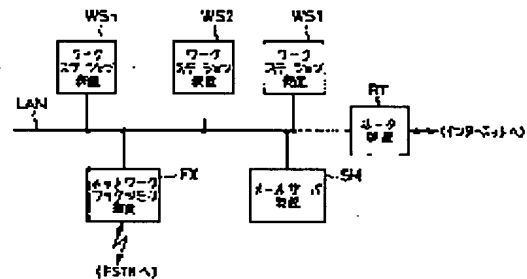 WSn
WS2
WS1
ワーク
ステーション
装置
ワーク
ステーション
装置
ワーク
ステーション
装置
LAN
RT
ルータ
装置
(インターネットへ)
ネットワーク
ファクシミリ
装置
FX
メールサーバ
装置
SM
(PSTNへ)